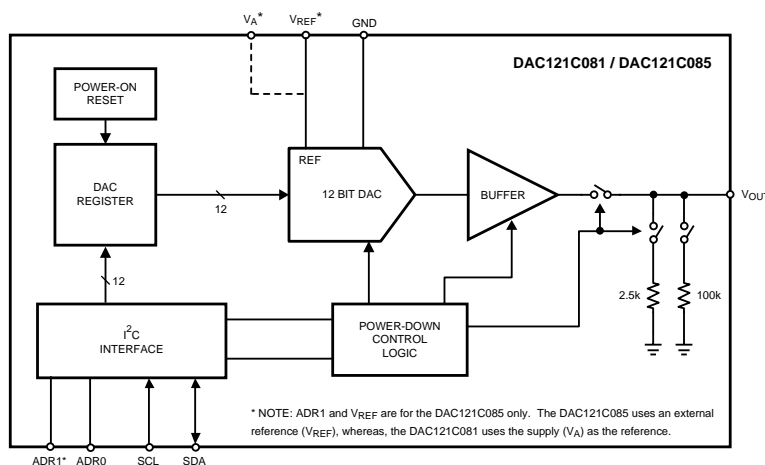 VA*
VREF*
GND
DAC121C081 / DAC121C085
POWER-ON
RESET
REF
DAC
REGISTER
12
12 BIT DAC
BUFFER
VOUT
12
2.5k
100k
I2C
INTERFACE
POWER-DOWN
CONTROL
LOGIC
* NOTE: ADR1 and VREF are for the DAC121C085 only. The DAC121C085 uses an external
reference (VREF), whereas, the DAC121C081 uses the supply (VA) as the reference.
ADR1*
ADR0
SCL
SDA